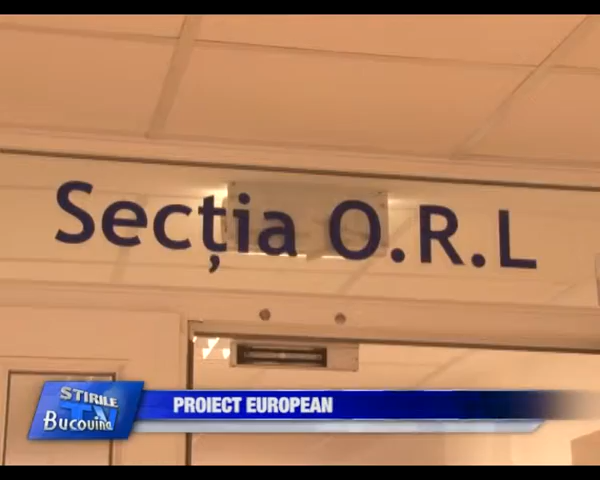 Secția O.R.L
STIRILE
TV
Bucovina
PROIECT EUROPEAN